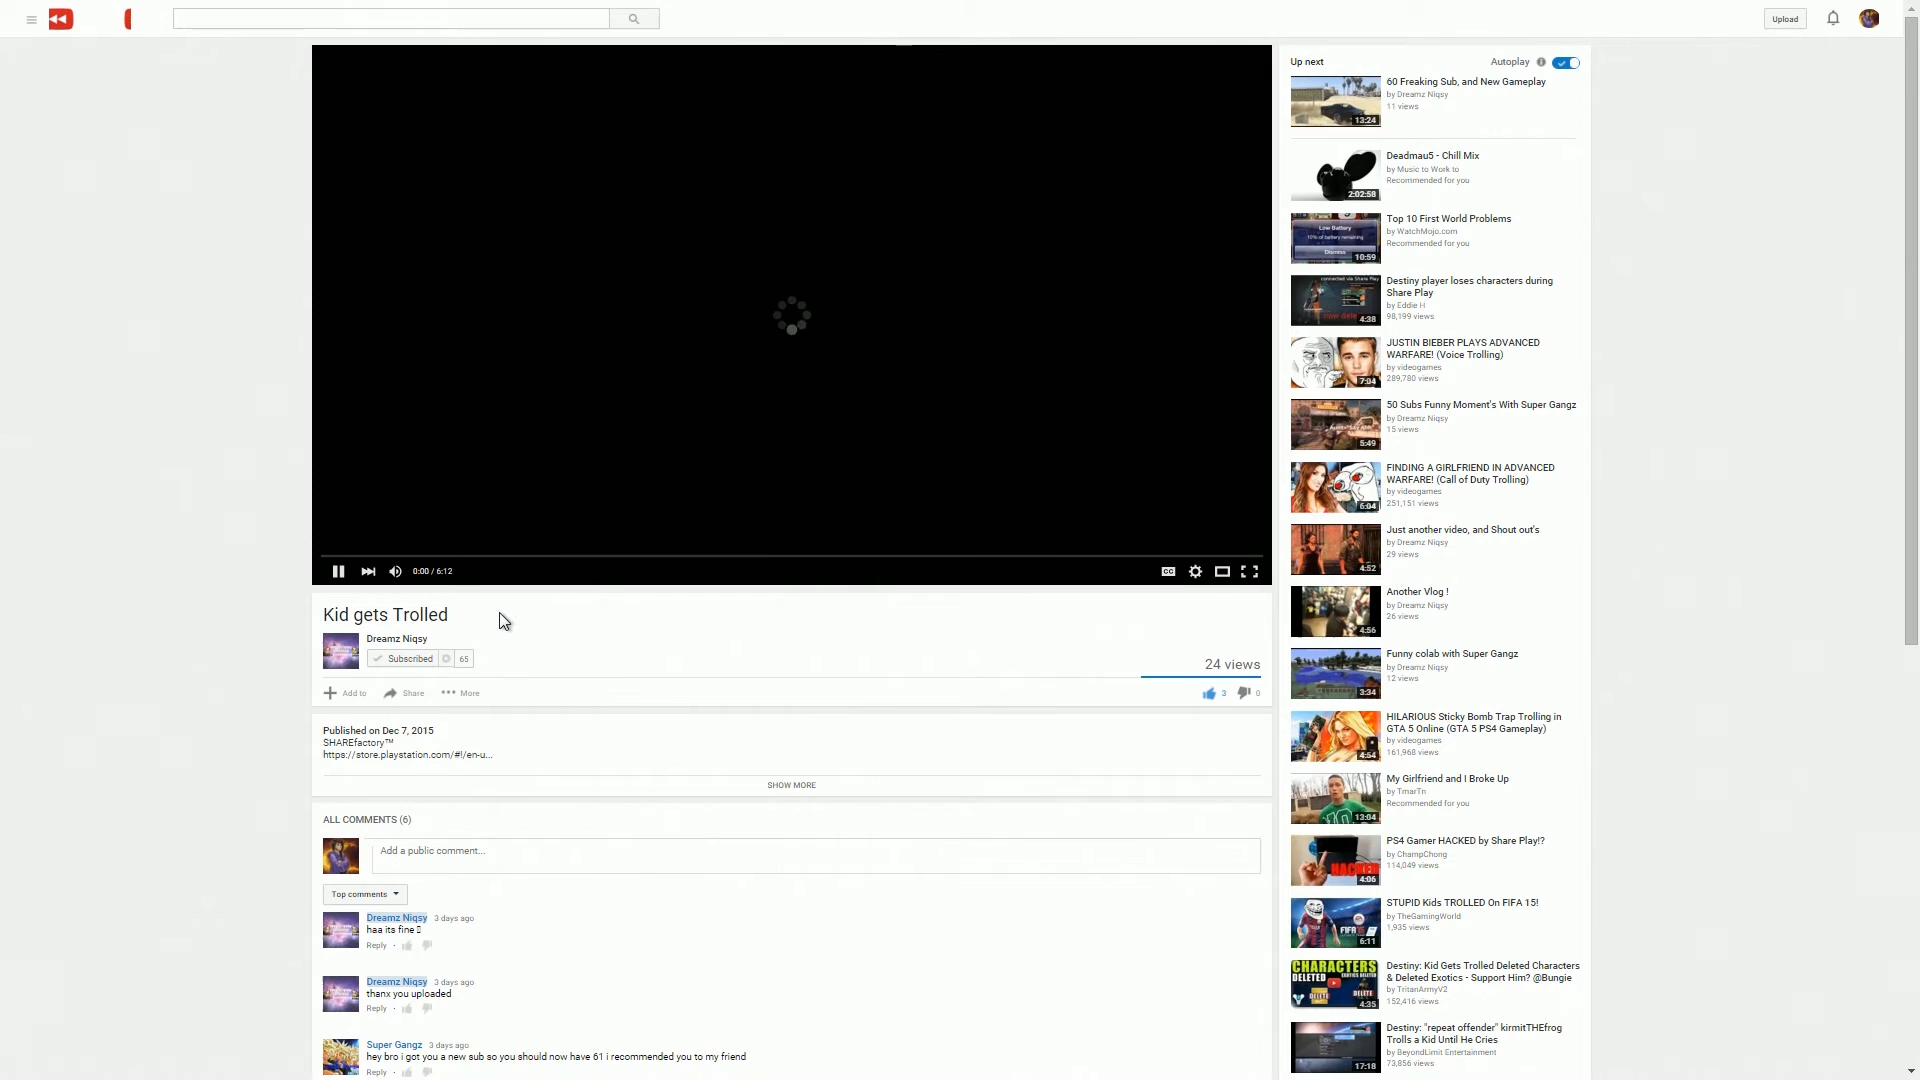 Upload
Up next
Autoplay
60 Freaking Sub, and New Gameplay
by Dreamz Niqsy
11 views
13:24
Deadmau5 - Chill Mix
by Music to Work to
Recommended for you
2:02:58
Top 10 First World Problems
by WatchMojo.com
Recommended for you
Low Battery
10% of battery remaining
Dismiss
10:59
Destiny player loses characters during
Share Play
by Eddie H
98,199 views
4:38
JUSTIN BIEBER PLAYS ADVANCED
WARFARE! (Voice Trolling)
by videogames
289,780 views
7:04
50 Subs Funny Moment's With Super Gangz
by Dreamz Niqsy
15 views
5:49
FINDING A GIRLFRIEND IN ADVANCED
WARFARE! (Call of Duty Trolling)
by videogames
251,151 views
6:04
Just another video, and Shout out's
by Dreamz Niqsy
29 views
4:52
Another Vlog !
by Dreamz Niqsy
26 views
4:56
Funny colab with Super Gangz
by Dreamz Niqsy
12 views
3:34
HILARIOUS Sticky Bomb Trap Trolling in
GTA 5 Online (GTA 5 PS4 Gameplay)
by videogames
161,968 views
4:54
My Girlfriend and I Broke Up
by TmarTn
Recommended for you
13:04
PS4 Gamer HACKED by Share Play!?
by ChampChong
114,049 views
HACKED
4:06
STUPID Kids TROLLED On FIFA 15!
by TheGamingWorld
1,935 views
6:11
Destiny: Kid Gets Trolled Deleted Characters
& Deleted Exotics - Support Him? @Bungie
by TritanArmyV2
152,416 views
CHARACTERS
DELETED
4:35
Destiny: "repeat offender" kirmitTHEfrog
Trolls a Kid Until He Cries
by BeyondLimit Entertainment
73,856 views
17:18
0:00 / 6:12
CC
Kid gets Trolled
Dreamz Niqsy
Subscribed
65
24 views
Add to
Share
More
3
0
Published on Dec 7, 2015
SHAREfactory™
https://store.playstation.com/#!/en-u...
SHOW MORE
ALL COMMENTS (6)
Add a public comment...
Top comments
Dreamz Niqsy 3 days ago
haa its fine
Reply ·
Dreamz Niqsy 3 days ago
thanx you uploaded
Reply ·
Super Gangz 3 days ago
hey bro i got you a new sub so you should now have 61 i recommended you to my friend
Reply ·